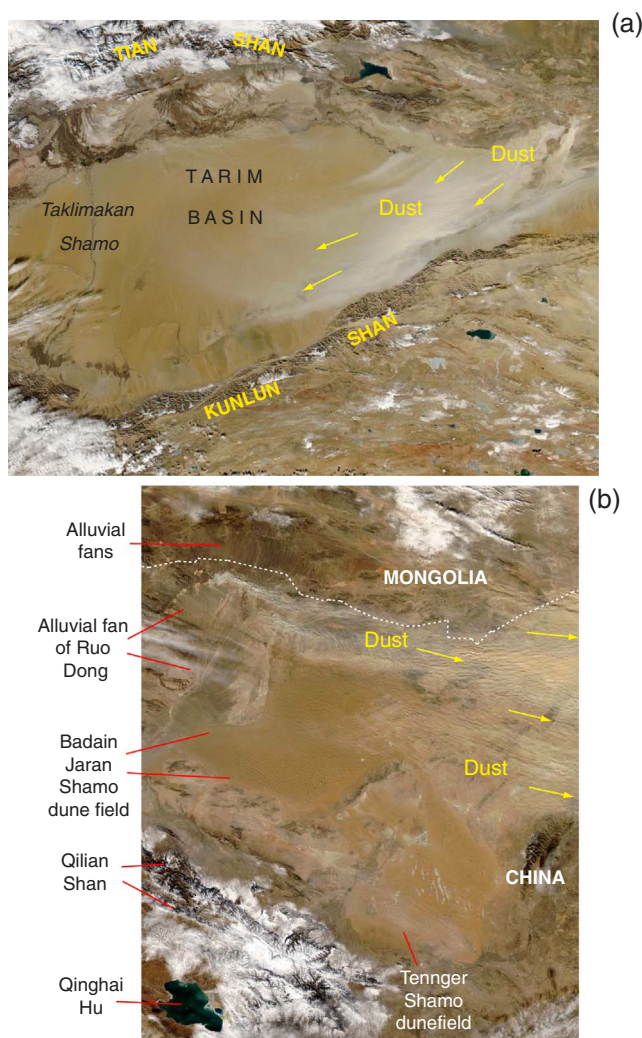 (a)
TIAN SHAN
Dust
TARIM
Dust
Taklimakan
BASIN
Shamo
SHAN
KUNLUN
(b)
Alluvial
fans
MONGOLIA
Alluvial fan
of Ruo
Dong
Dust
Badain
Jaran
Shamo
dune field
Dust
Qilian
Shan
CHINA
Qinghai
Hu
Tennger
Shamo
dunefield